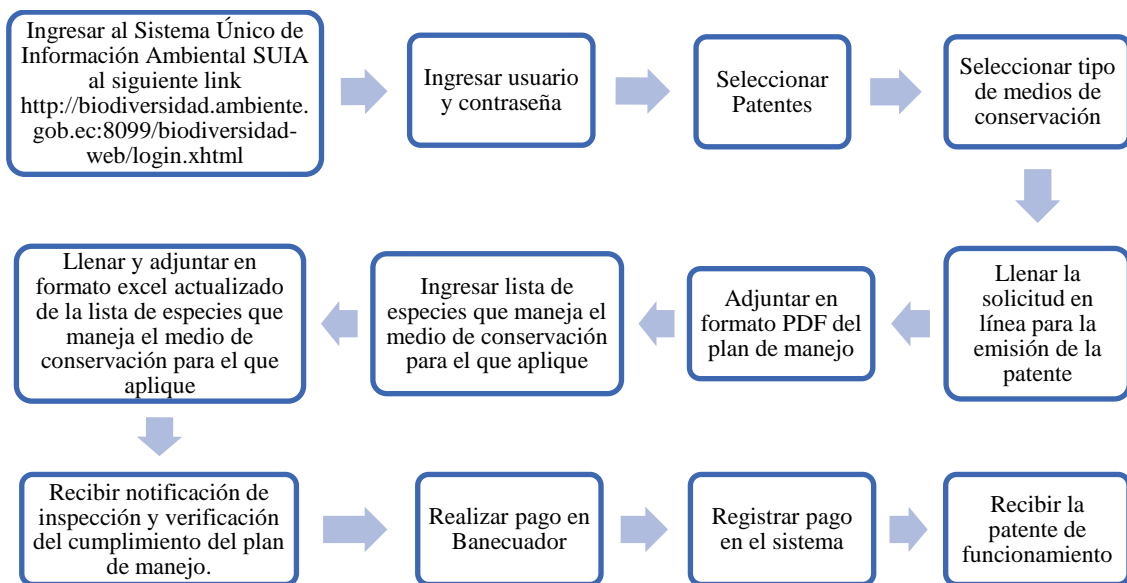 Ingresar al Sistema Único de
Información Ambiental SUIA
al siguiente link
http://biodiversidad.ambiente.
gob.ec:8099/biodiversidad-
web/login.xhtml
Ingresar usuario
y contraseña
Seleccionar
Patentes
Seleccionar tipo
de medios de
conservación
Llenar la
solicitud en
línea para la
emisión de la
patente
Adjuntar en
formato PDF del
plan de manejo
Ingresar lista de
especies que maneja el
medio de conservación
para el que aplique
Llenar y adjuntar en
formato excel actualizado
de la lista de especies que
maneja el medio de
conservación para el que
aplique
Recibir notificación de
inspección y verificación
del cumplimiento del plan
de manejo.
Realizar pago en
Banecuador
Registrar pago
en el sistema
Recibir la
patente de
funcionamiento